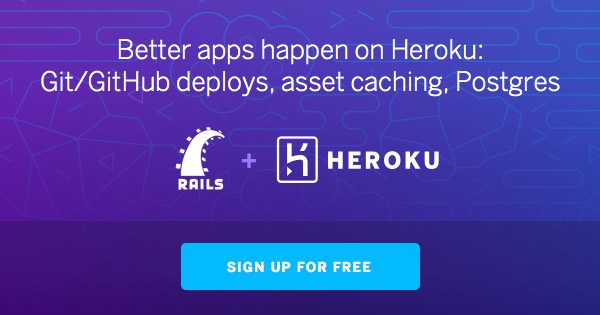 Better apps happen on Heroku:
Git/GitHub deploys, asset caching, Postgres
RAILS + HEROKU
SIGN UP FOR FREE